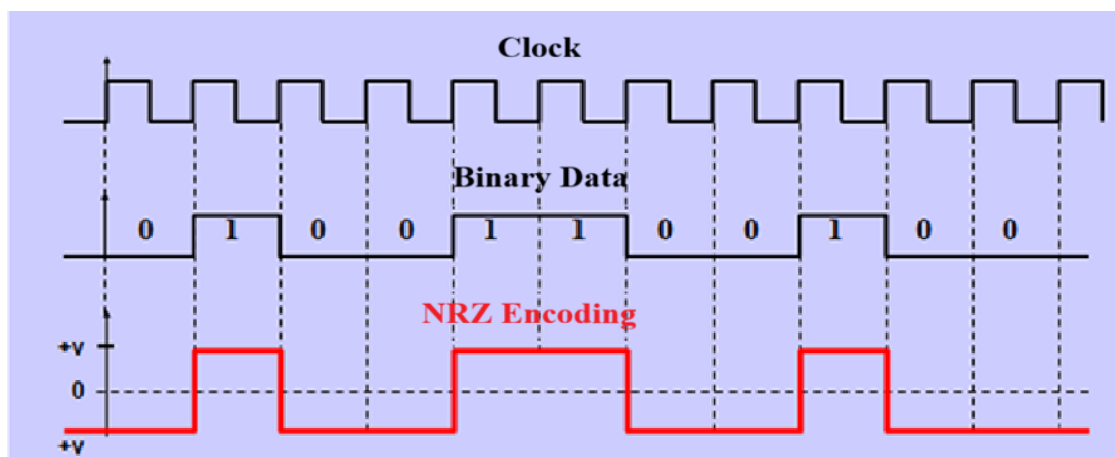 Clock
Binary Data
0 1 0 0 1 1 0 0 1 0 0
NRZ Encoding
+v
0
+v